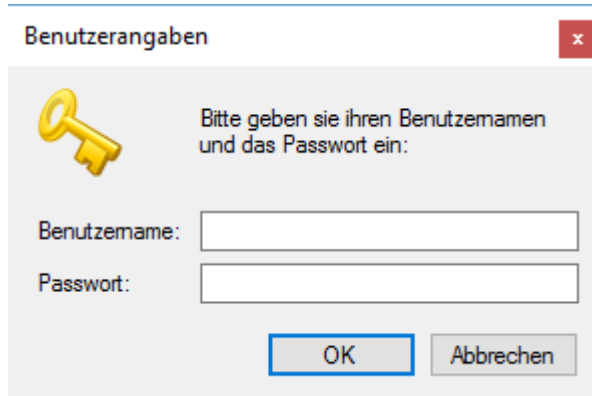 Benutzerangaben
x
Bitte geben sie ihren Benutzernamen
und das Passwort ein:
Benutzername:
Passwort:
OK
Abbrechen